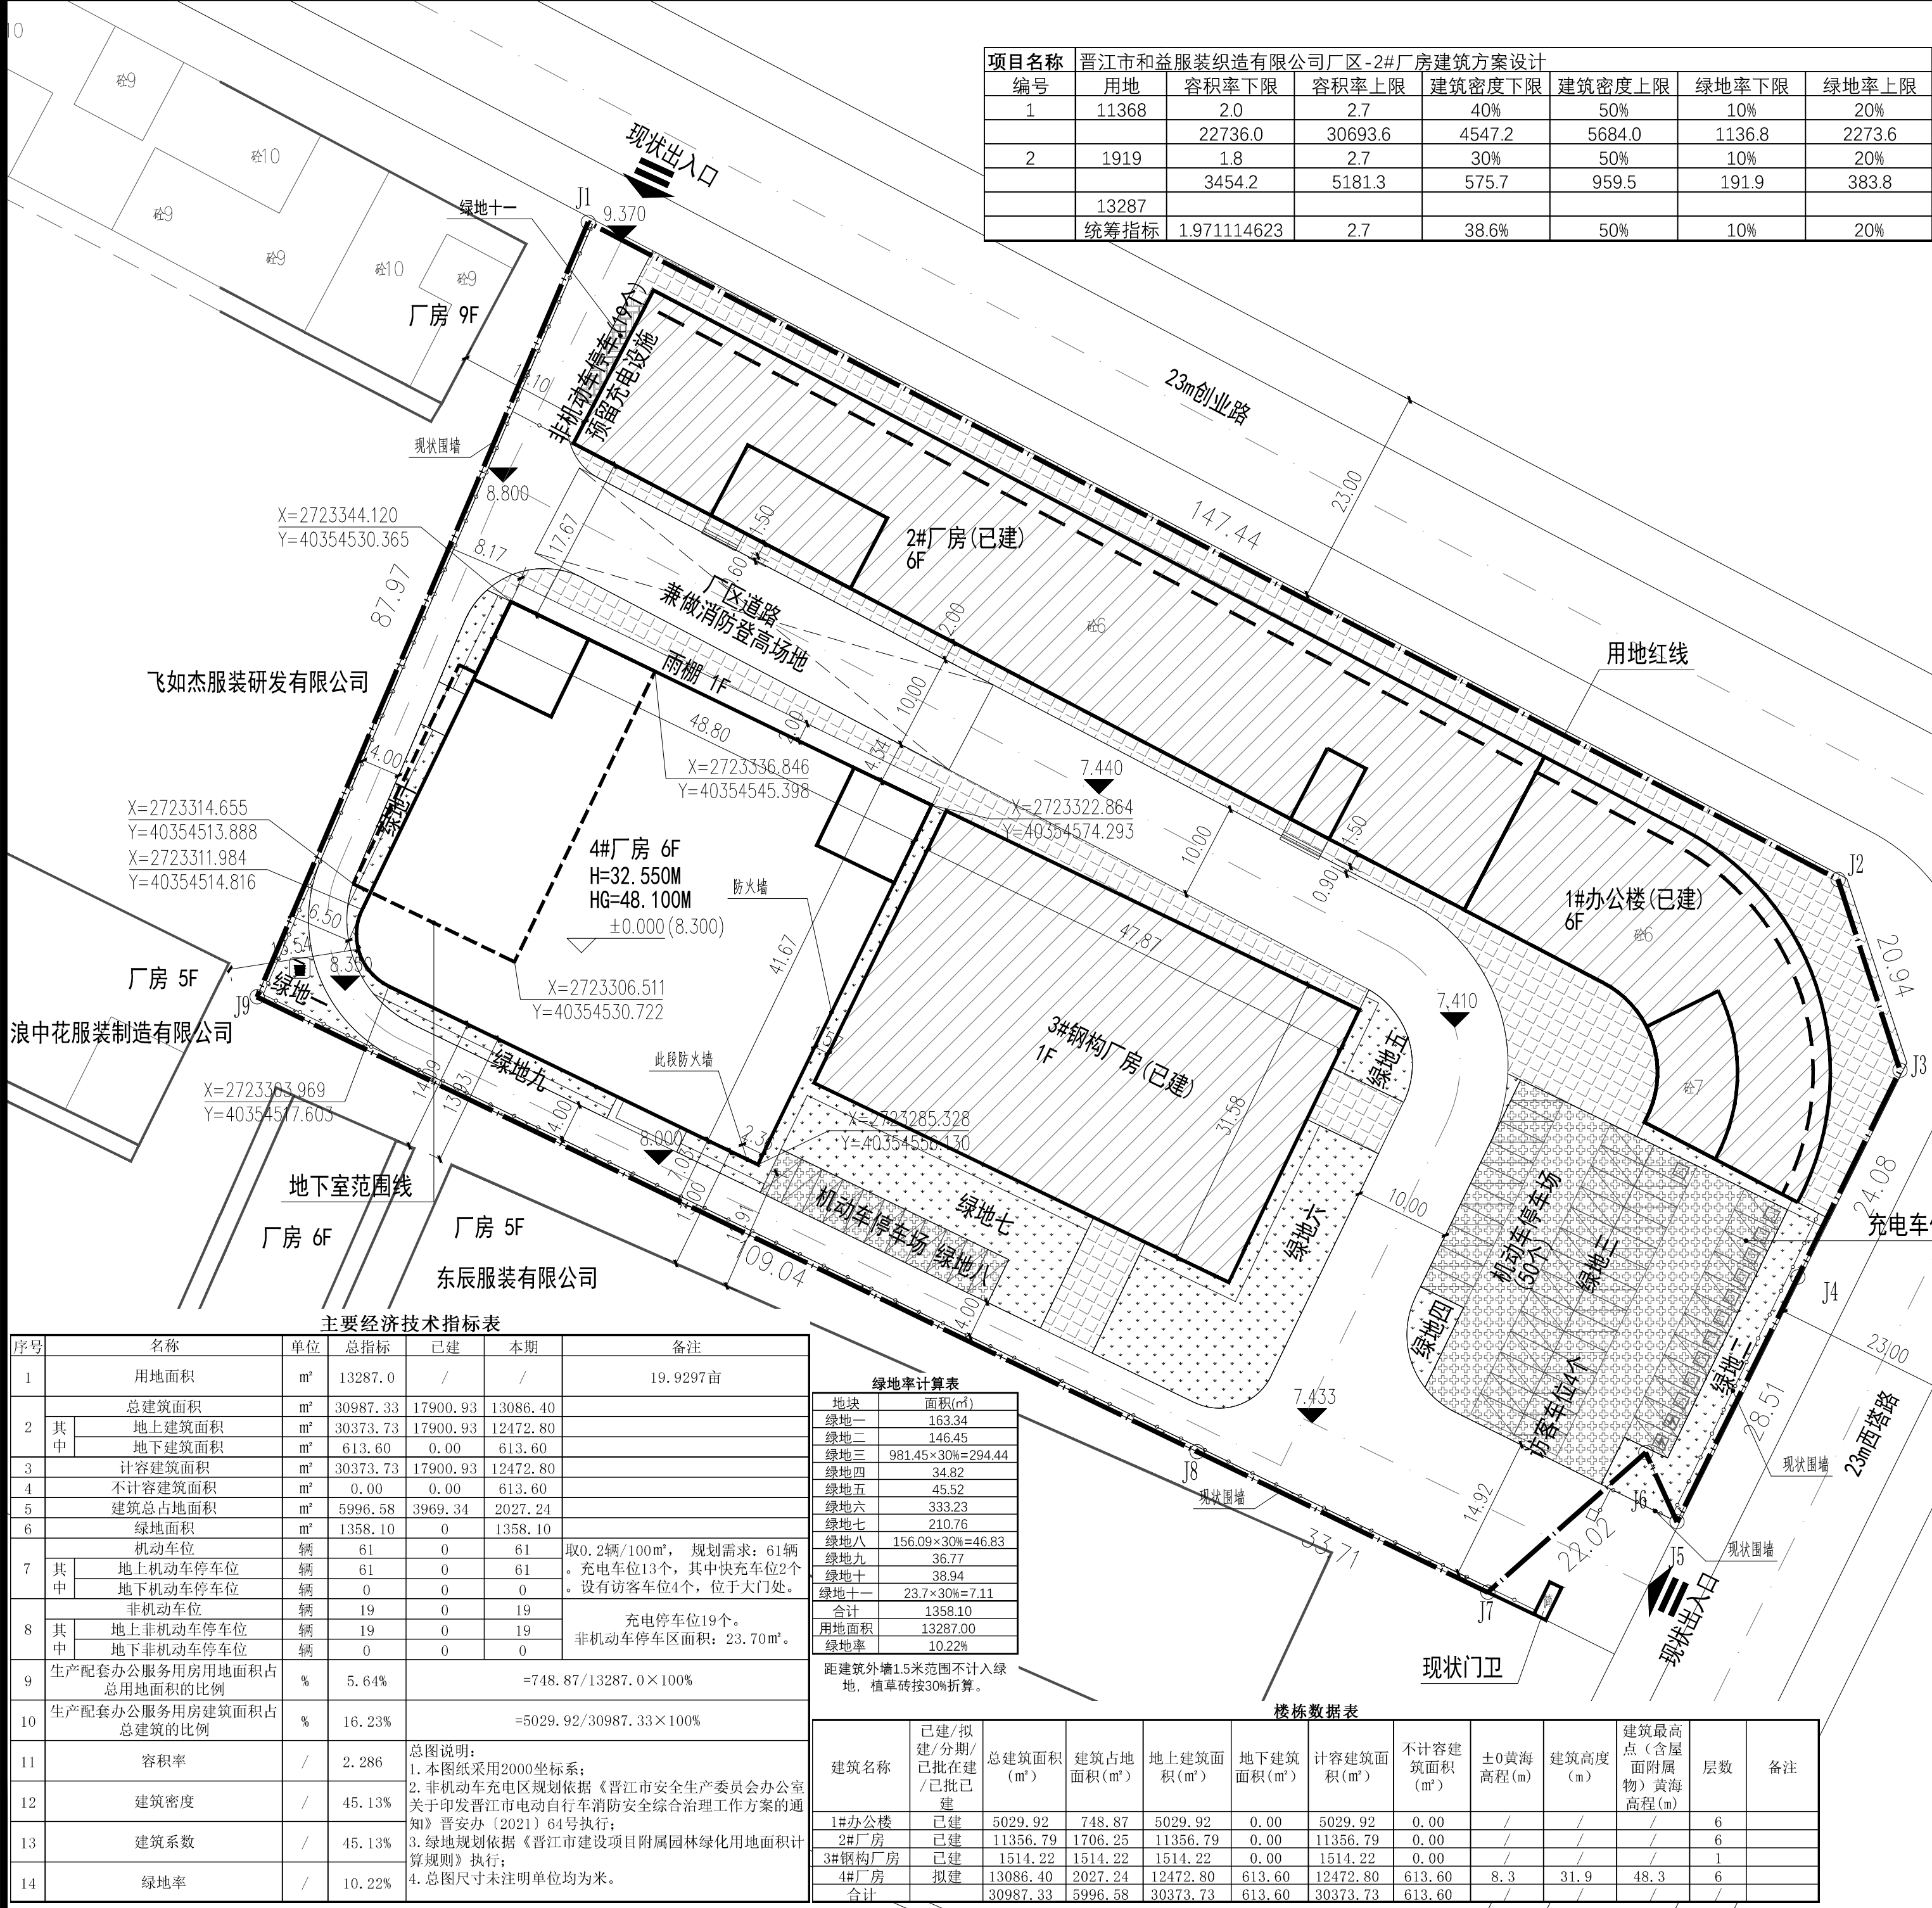 项目名称 晋江市和益服装织造有限公司厂区-2#厂房建筑方案设计
编号 用地 容积率下限 容积率上限 建筑密度下限 建筑密度上限 绿地率下限 绿地率上限
1 11368 2.0 2.7 40% 50% 10% 20%
22736.0 30693.6 4547.2 5684.0 1136.8 2273.6
2 1919 1.8 2.7 30% 50% 10% 20%
3454.2 5181.3 575.7 959.5 191.9 383.8
13287
统筹指标 1.971114623 2.7 38.6% 50% 10% 20%
10
砼9
砼10
砼9
砼9
砼10
砼9
厂房 9F
现状出入口
J1
9.370
绿地十一
非机动车停车(19个)
预留充电设施
现状围墙
8.800
23m创业路
23.00
147.44
X=2723344.120
Y=40354530.365
8.17
17.67
1.50
2#厂房(已建)
6F
砼6
厂区道路
兼做消防登高场地
2.00
用地红线
87.97
飞如杰服装研发有限公司
雨棚 1F
48.80
10.00
4.34
X=2723336.846
Y=40354545.398
7.440
X=2723322.864
Y=40354574.293
4.00
X=2723314.655
Y=40354513.888
X=2723311.984
Y=40354514.816
4#厂房 6F
H=32.550M
HG=48.100M
±0.000(8.300)
防火墙
10.00
1.50
0.90
J2
1#办公楼(已建)
6F
砼6
20.94
47.87
41.67
6.50
8.350
厂房 5F
J9
绿地一
浪中花服装制造有限公司
X=2723306.511
Y=40354530.722
7.410
3#钢构厂房(已建)
1F
绿地五
J3
砼7
绿地九
此段防火墙
X=2723303.969
Y=40354517.603
13.93
4.00
8.000
X=2723285.328
Y=40354556.130
31.58
24.08
地下室范围线
厂房 6F
厂房 5F
东辰服装有限公司
7.03
109.04
机动车停车场
绿地八
绿地七
绿地六
4.00
10.00
机动车停车场
(50个)
绿地三
充电车
J4
23.00
绿地四
绿地二
访客车位4个
28.51
23m西塔路
7.433
J8
现状围墙
33.71
14.92
J6
22.02
J5
现状围墙
现状围墙
J7
现状门卫
现状出入口
主要经济技术指标表
序号 名称 单位 总指标 已建 本期 备注
1 用地面积 m² 13287.0 / / 19.9297亩
2 总建筑面积 m² 30987.33 17900.93 13086.40
其中 地上建筑面积 m² 30373.73 17900.93 12472.80
地下建筑面积 m² 613.60 0.00 613.60
3 计容建筑面积 m² 30373.73 17900.93 12472.80
4 不计容建筑面积 m² 0.00 0.00 613.60
5 建筑总占地面积 m² 5996.58 3969.34 2027.24
6 绿地面积 m² 1358.10 0 1358.10
7 机动车位 辆 61 0 61 取0.2辆/100㎡， 规划需求：61辆
其中 地上机动车停车位 辆 61 0 61 。充电车位13个，其中快充车位2个
地下机动车停车位 辆 0 0 0 。设有访客车位4个，位于大门处。
8 非机动车位 辆 19 0 19 充电停车位19个。
其中 地上非机动车停车位 辆 19 0 19 非机动车停车区面积：23.70㎡。
地下非机动车停车位 辆 0 0 0
9 生产配套办公服务用房用地面积占
总用地面积的比例 % 5.64% =748.87/13287.0×100%
10 生产配套办公服务用房建筑面积占
总建筑的比例 % 16.23% =5029.92/30987.33×100%
11 容积率 / 2.286
12 建筑密度 / 45.13%
13 建筑系数 / 45.13%
14 绿地率 / 10.22%
总图说明：
1.本图纸采用2000坐标系；
2.非机动车充电区规划依据《晋江市安全生产委员会办公室
关于印发晋江市电动自行车消防安全综合治理工作方案的通
知》晋安办〔2021〕64号执行；
3.绿地规划依据《晋江市建设项目附属园林绿化用地面积计
算规则》执行；
4.总图尺寸未注明单位均为米。
绿地率计算表
地块 面积(㎡)
绿地一 163.34
绿地二 146.45
绿地三 981.45×30%=294.44
绿地四 34.82
绿地五 45.52
绿地六 333.23
绿地七 210.76
绿地八 156.09×30%=46.83
绿地九 36.77
绿地十 38.94
绿地十一 23.7×30%=7.11
合计 1358.10
用地面积 13287.00
绿地率 10.22%
距建筑外墙1.5米范围不计入绿
地，植草砖按30%折算。
楼栋数据表
建筑名称 已建/拟建/分期/已批在建/已批已建 总建筑面积(㎡) 建筑占地面积(㎡) 地上建筑面积(㎡) 地下建筑面积(㎡) 计容建筑面积(㎡) 不计容建筑面积(㎡) ±0黄海高程(m) 建筑高度(m) 建筑最高点（含屋面附属物）黄海高程(m) 层数 备注
1#办公楼 已建 5029.92 748.87 5029.92 0.00 5029.92 0.00 / / / 6
2#厂房 已建 11356.79 1706.25 11356.79 0.00 11356.79 0.00 / / / 6
3#钢构厂房 已建 1514.22 1514.22 1514.22 0.00 1514.22 0.00 / / / 1
4#厂房 拟建 13086.40 2027.24 12472.80 613.60 12472.80 613.60 8.3 31.9 48.3 6
合计 30987.33 5996.58 30373.73 613.60 30373.73 613.60 / / / /